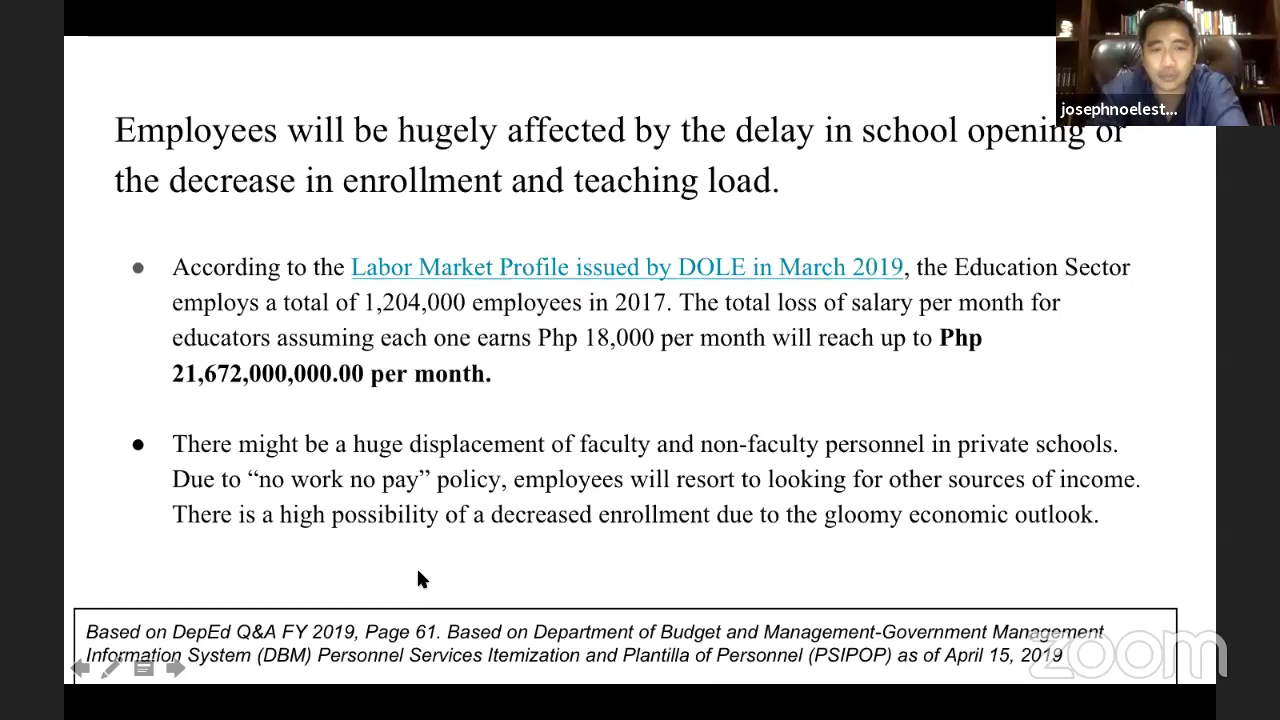 josephnoelest...
Employees will be hugely affected by the delay in school opening or
the decrease in enrollment and teaching load.
● According to the Labor Market Profile issued by DOLE in March 2019, the Education Sector
employs a total of 1,204,000 employees in 2017. The total loss of salary per month for
educators assuming each one earns Php 18,000 per month will reach up to Php
21,672,000,000.00 per month.
● There might be a huge displacement of faculty and non-faculty personnel in private schools.
Due to “no work no pay” policy, employees will resort to looking for other sources of income.
There is a high possibility of a decreased enrollment due to the gloomy economic outlook.
Based on DepEd Q&A FY 2019, Page 61. Based on Department of Budget and Management-Government Management
Information System (DBM) Personnel Services Itemization and Plantilla of Personnel (PSIPOP) as of April 15, 2019
zoom